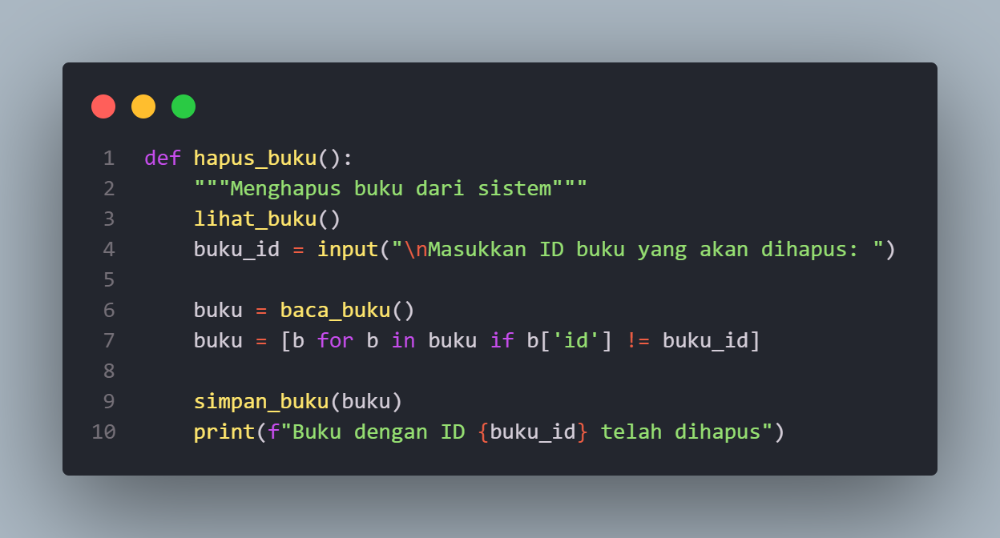 1 def hapus_buku():
2     """Menghapus buku dari sistem"""
3     lihat_buku()
4     buku_id = input("\nMasukkan ID buku yang akan dihapus: ")
5
6     buku = baca_buku()
7     buku = [b for b in buku if b['id'] != buku_id]
8
9     simpan_buku(buku)
10     print(f"Buku dengan ID {buku_id} telah dihapus")